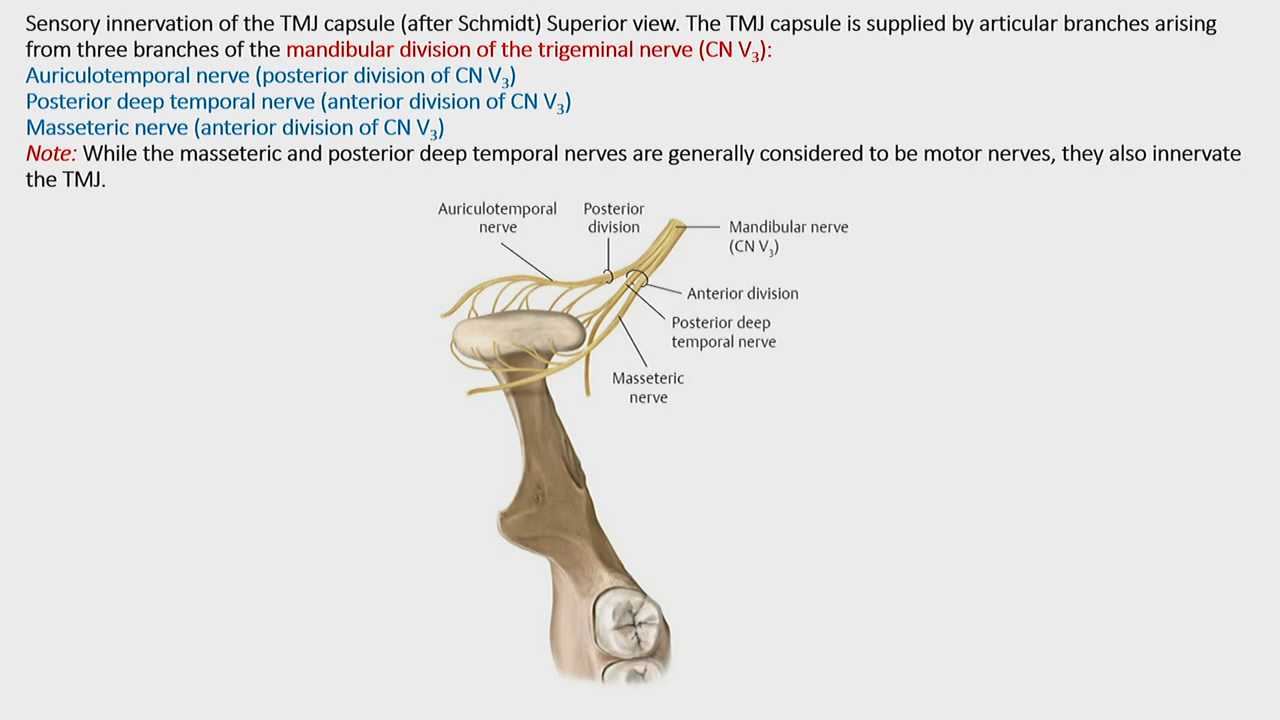 Sensory innervation of the TMJ capsule (after Schmidt) Superior view. The TMJ capsule is supplied by articular branches arising
from three branches of the mandibular division of the trigeminal nerve (CN V₃):
Auriculotemporal nerve (posterior division of CN V₃)
Posterior deep temporal nerve (anterior division of CN V₃)
Masseteric nerve (anterior division of CN V₃)
Note: While the masseteric and posterior deep temporal nerves are generally considered to be motor nerves, they also innervate
the TMJ.
Auriculotemporal
nerve
Posterior
division
Mandibular nerve
(CN V₃)
Anterior division
Posterior deep
temporal nerve
Masseteric
nerve